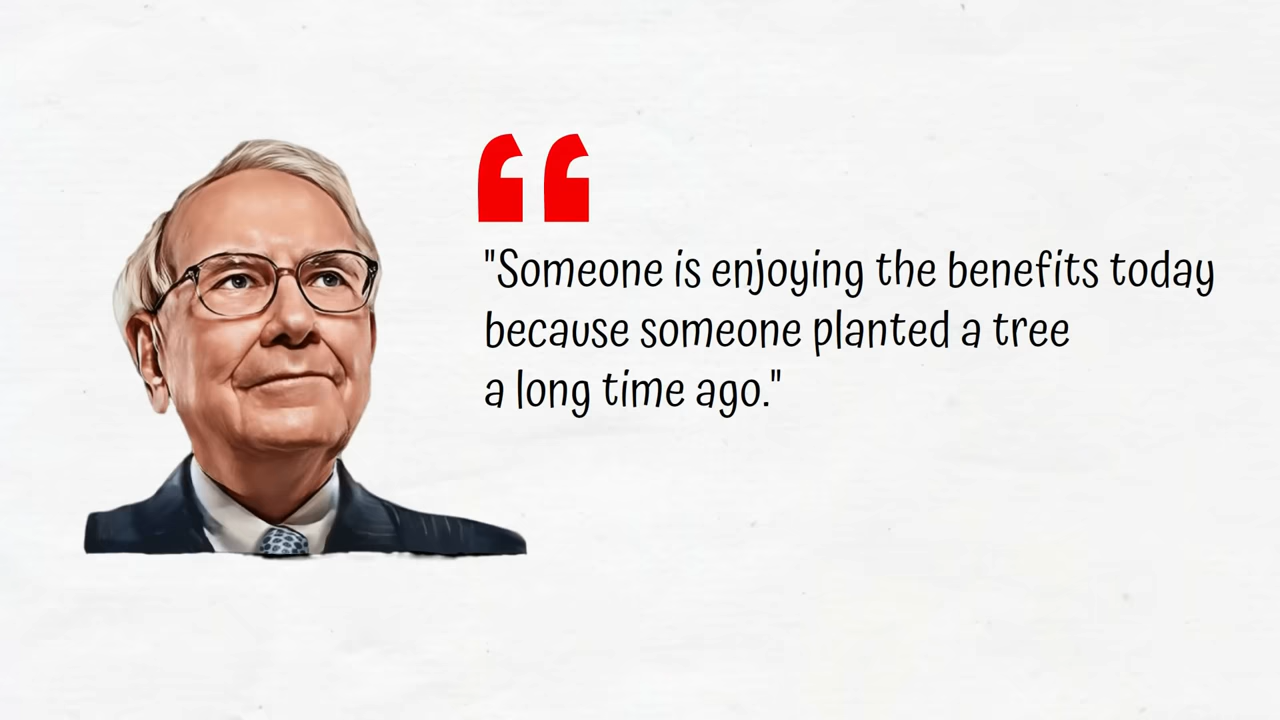 "Someone is enjoying the benefits today
because someone planted a tree
a long time ago."